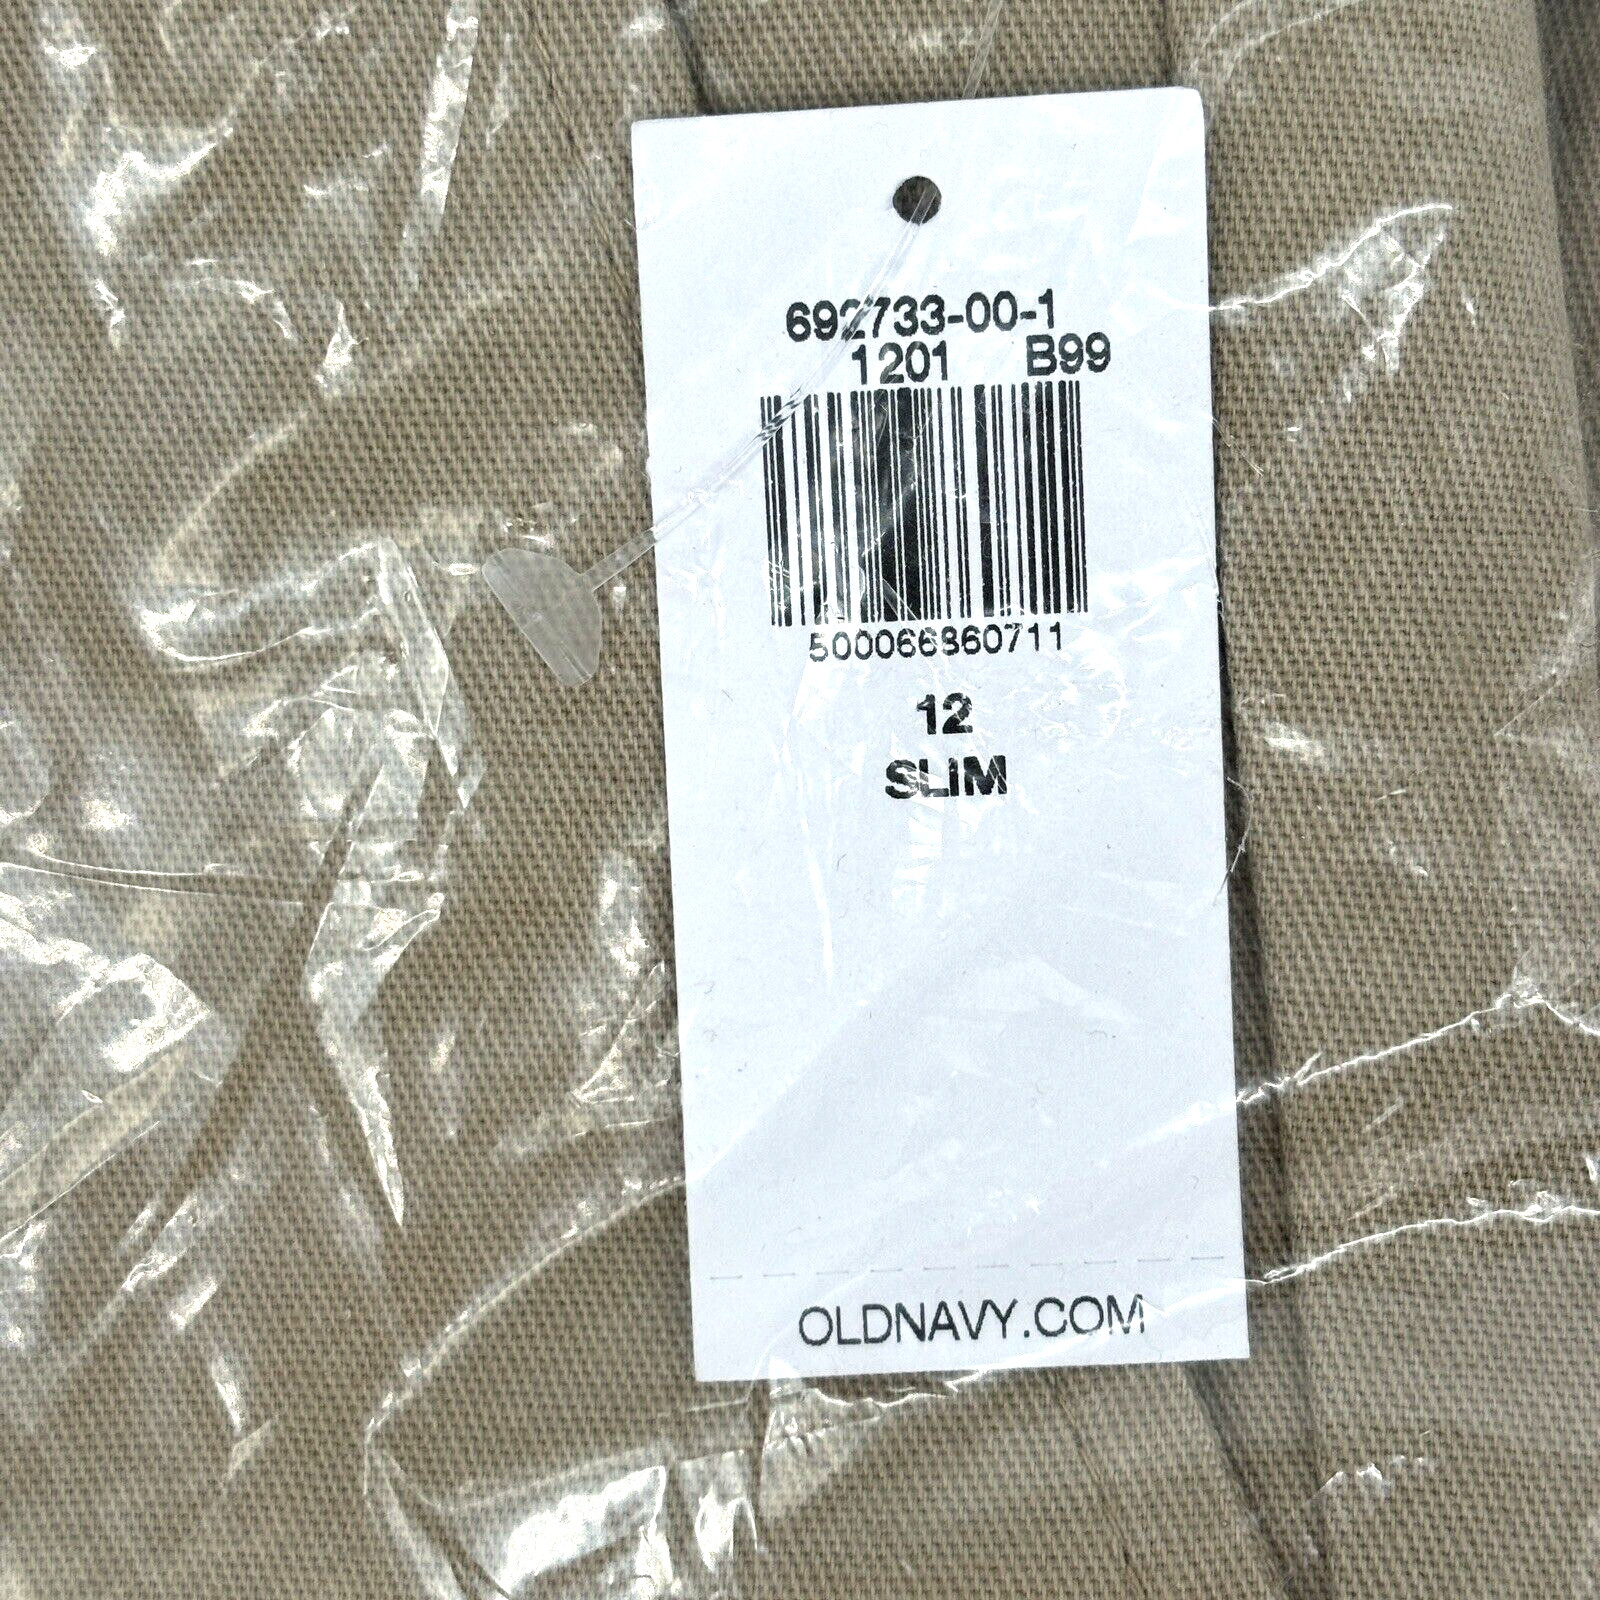 692733-00-1
1201 B99
500066860711
12
SLIM
OLDNAVY.COM